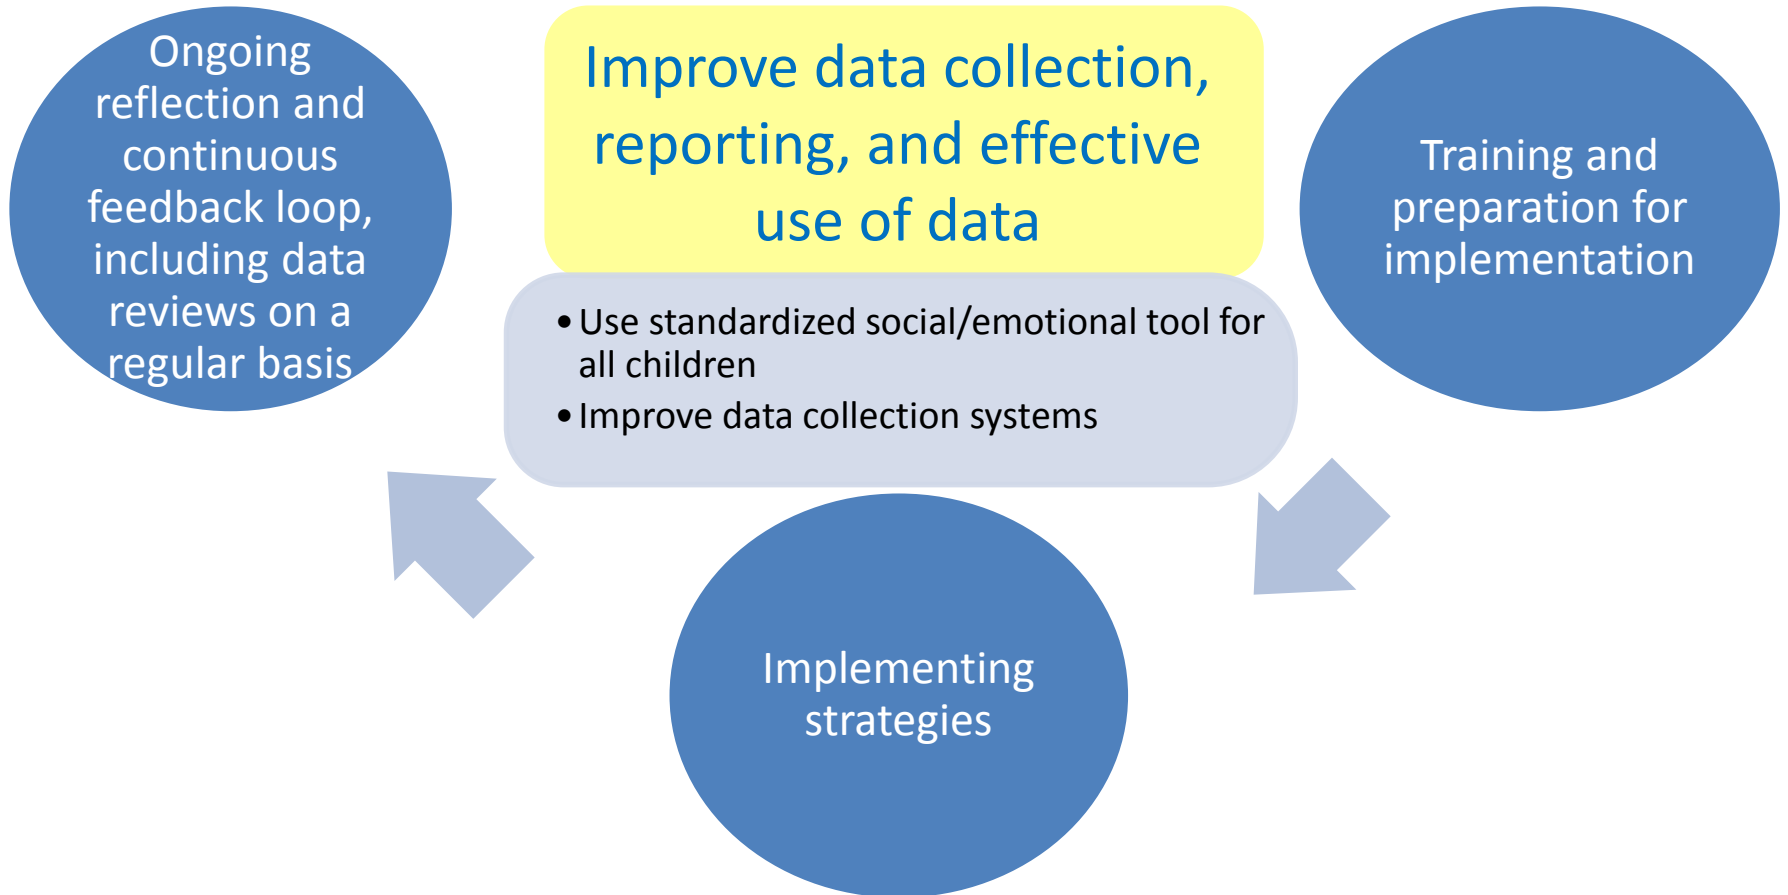 Ongoing
reflection and
continuous
feedback loop,
including data
reviews on a
regular basis
Improve data collection,
reporting, and effective
use of data
• Use standardized social/emotional tool for
all children
• Improve data collection systems
Training and
preparation for
implementation
Implementing
strategies